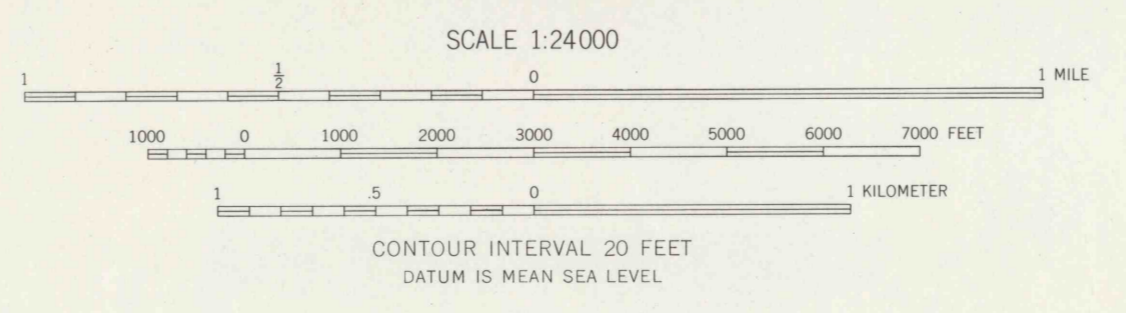 SCALE 1:24000
1 ½ 0 1 MILE
1000 0 1000 2000 3000 4000 5000 6000 7000 FEET
1 .5 0 1 KILOMETER
CONTOUR INTERVAL 20 FEET
DATUM IS MEAN SEA LEVEL